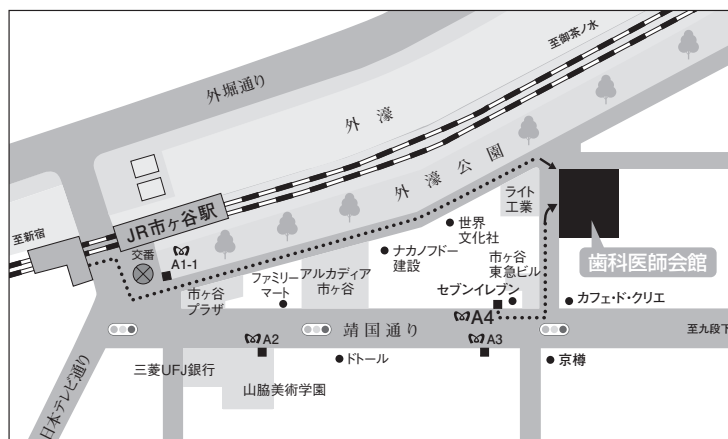 至御茶ノ水
外堀通り
外濠
外濠公園
ライト
工業
JR市ヶ谷駅
至新宿
交番
A1-1
世界
文化社
ナカノフドー
建設
歯科医師会館
市ヶ谷
東急ビル
ファミリー
マート
アルカディア
市ヶ谷
市ヶ谷
プラザ
セブンイレブン
カフェ・ド・クリエ
A4
靖国通り
至九段下
A2
A3
ドトール
京樽
三菱UFJ銀行
山脇美術学園
日本テレビ通り